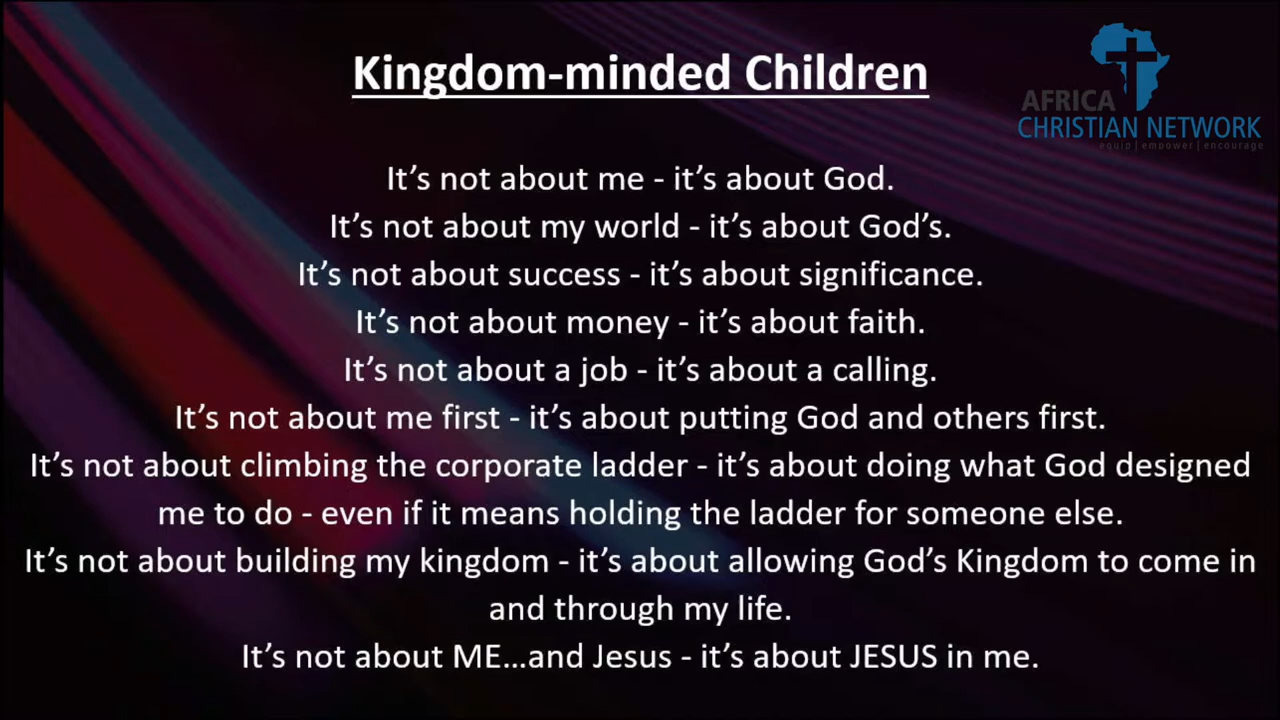 Kingdom-minded Children
AFRICA
CHRISTIAN NETWORK
equip | empower | encourage
It's not about me - it's about God.
It's not about my world - it's about God's.
It's not about success - it's about significance.
It's not about money - it's about faith.
It's not about a job - it's about a calling.
It's not about me first - it's about putting God and others first.
It's not about climbing the corporate ladder - it's about doing what God designed
me to do - even if it means holding the ladder for someone else.
It's not about building my kingdom - it's about allowing God's Kingdom to come in
and through my life.
It's not about ME...and Jesus - it's about JESUS in me.